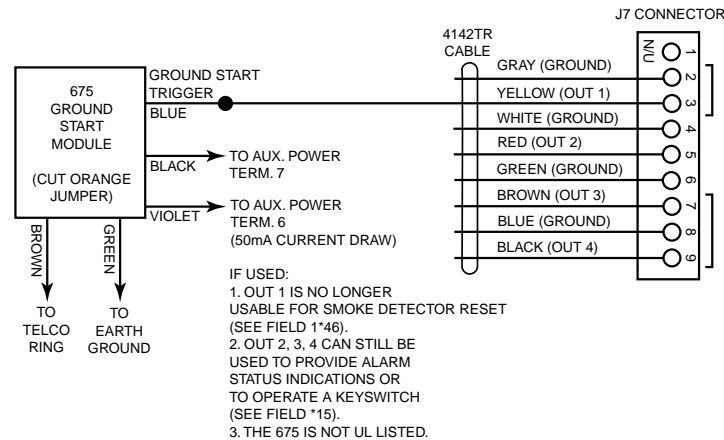 J7 CONNECTOR
4142TR
CABLE
N/U
1
GRAY (GROUND)
2
YELLOW (OUT 1)
3
WHITE (GROUND)
4
RED (OUT 2)
5
GREEN (GROUND)
6
BROWN (OUT 3)
7
BLUE (GROUND)
8
BLACK (OUT 4)
9
675
GROUND
START
MODULE
(CUT ORANGE
JUMPER)
GROUND START
TRIGGER
BLUE
BLACK
TO AUX. POWER
TERM. 7
VIOLET
TO AUX. POWER
TERM. 6
(50mA CURRENT DRAW)
BROWN
GREEN
TO
TELCO
RING
TO
EARTH
GROUND
IF USED:
1. OUT 1 IS NO LONGER
USABLE FOR SMOKE DETECTOR RESET
(SEE FIELD 1*46).
2. OUT 2, 3, 4 CAN STILL BE
USED TO PROVIDE ALARM
STATUS INDICATIONS OR
TO OPERATE A KEYSWITCH
(SEE FIELD *15).
3. THE 675 IS NOT UL LISTED.